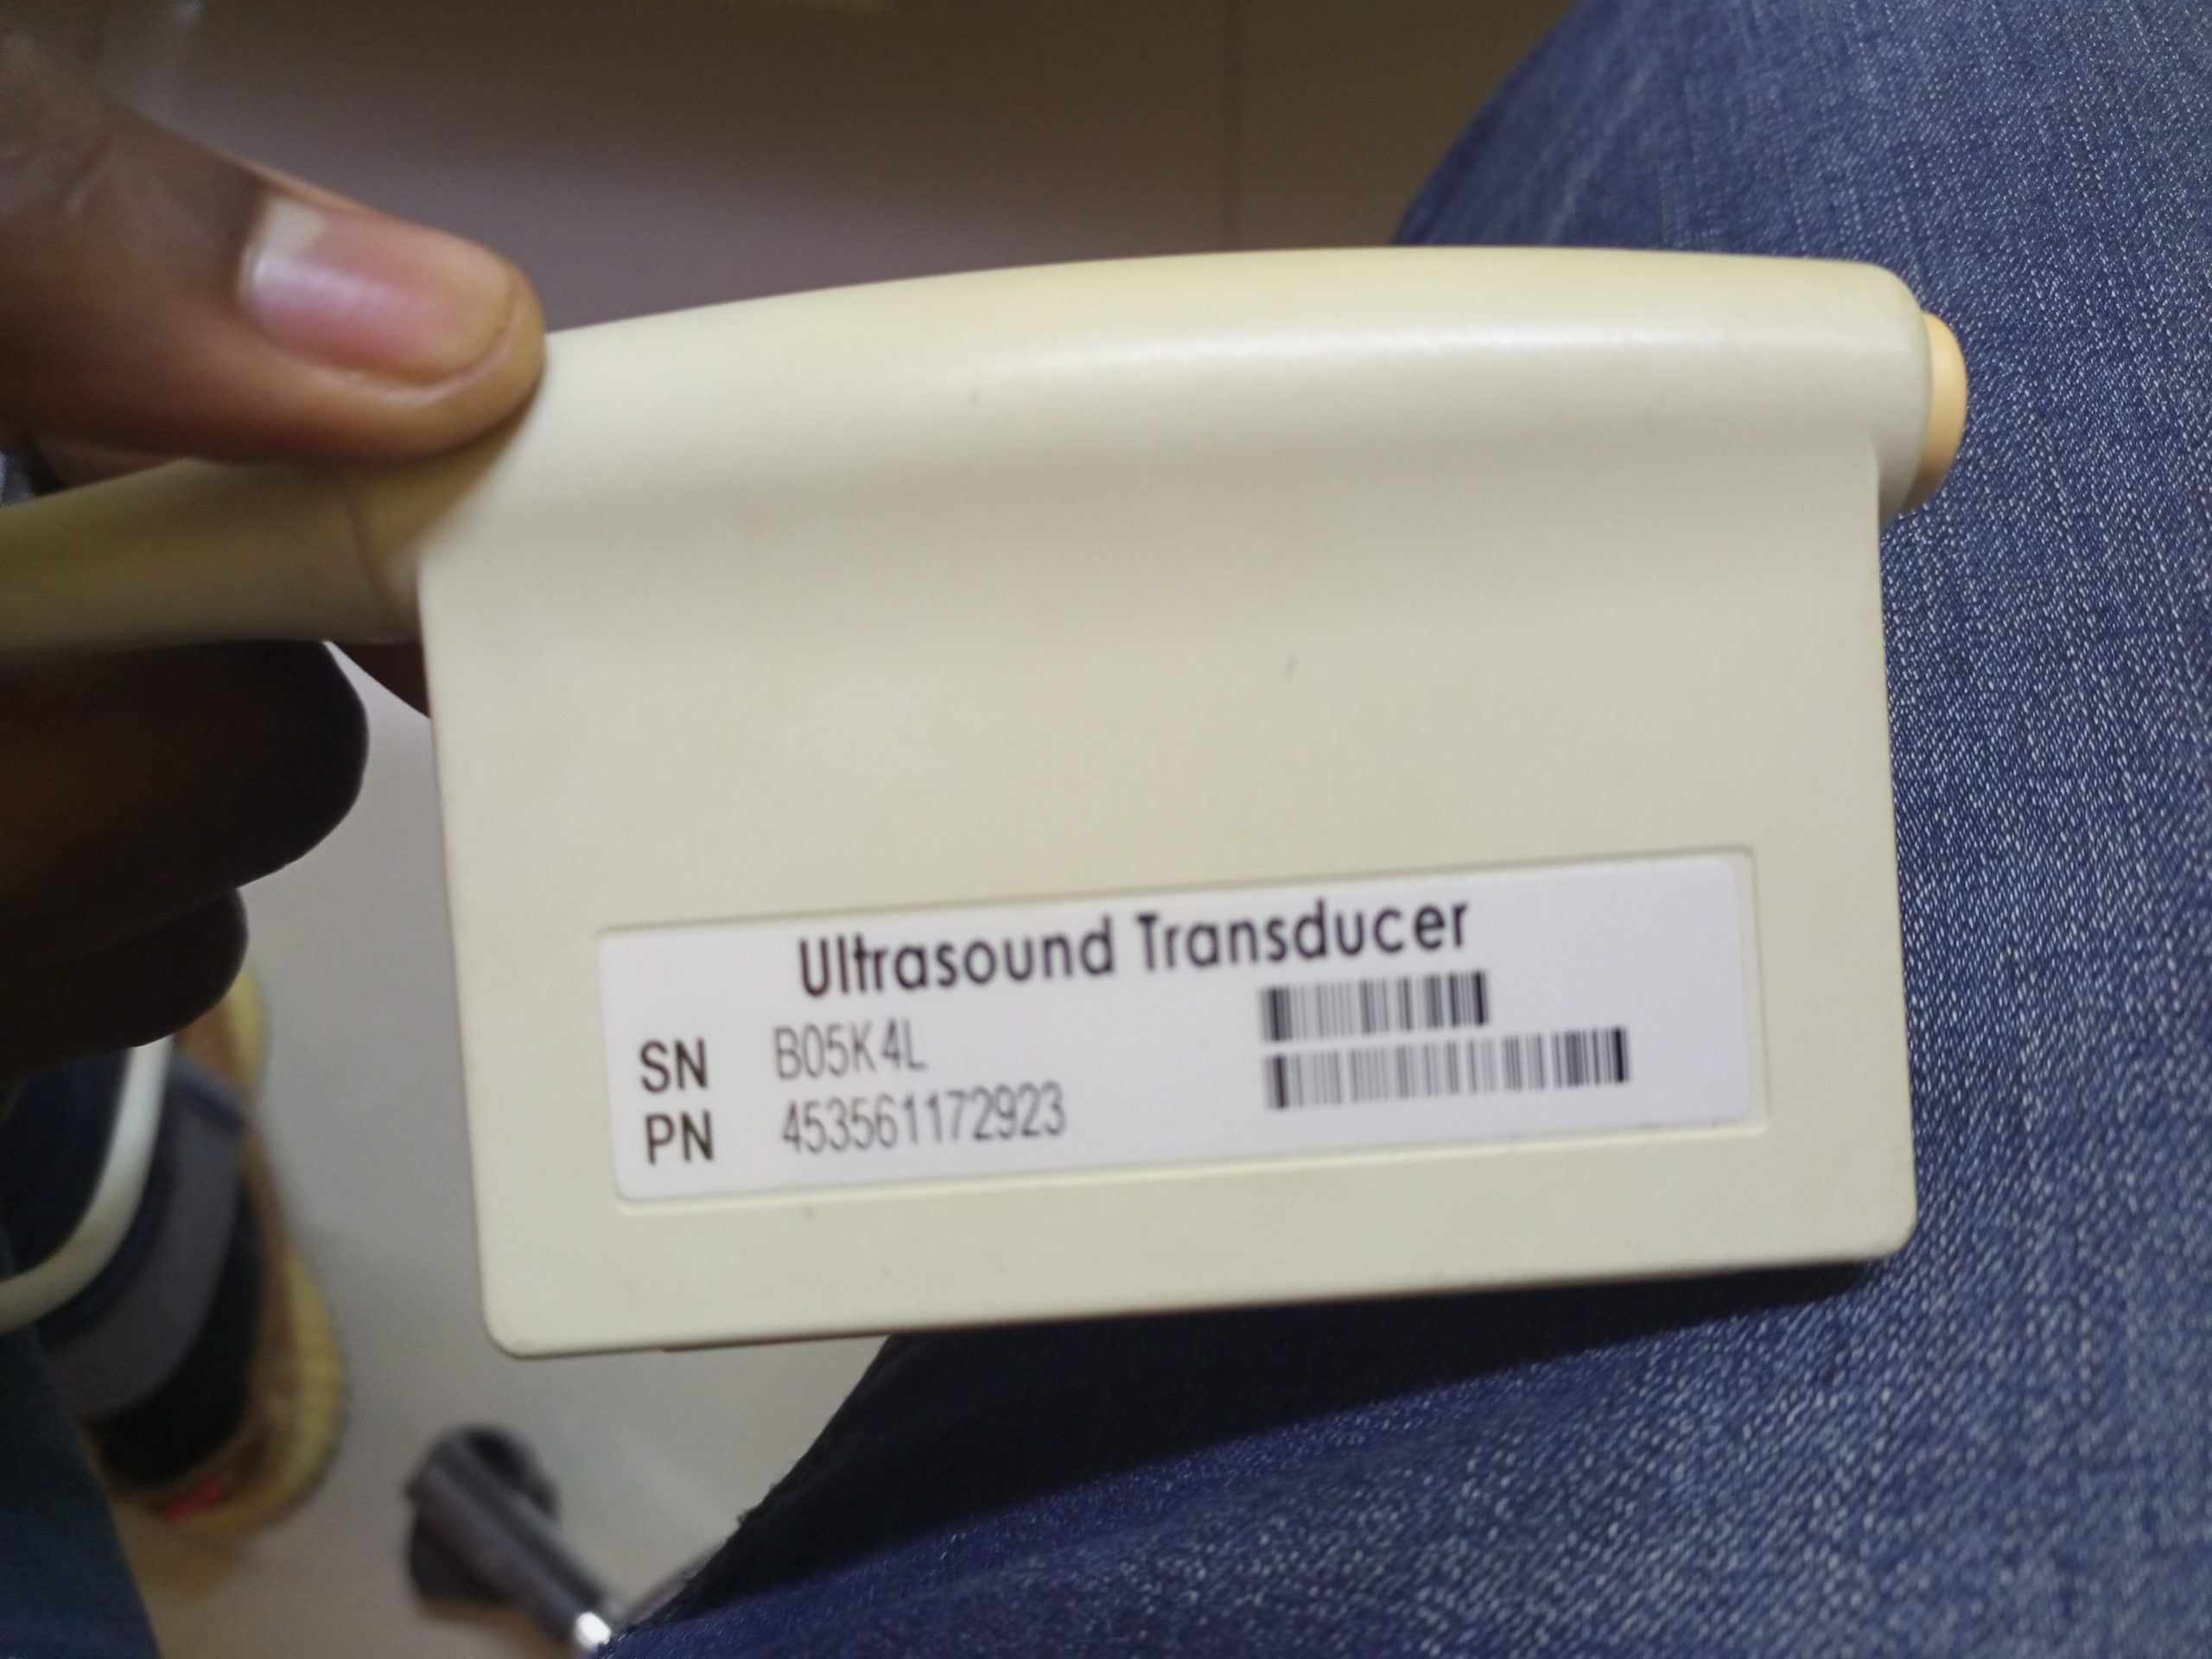 Ultrasound Transducer
SN B05K4L
PN 453561172923